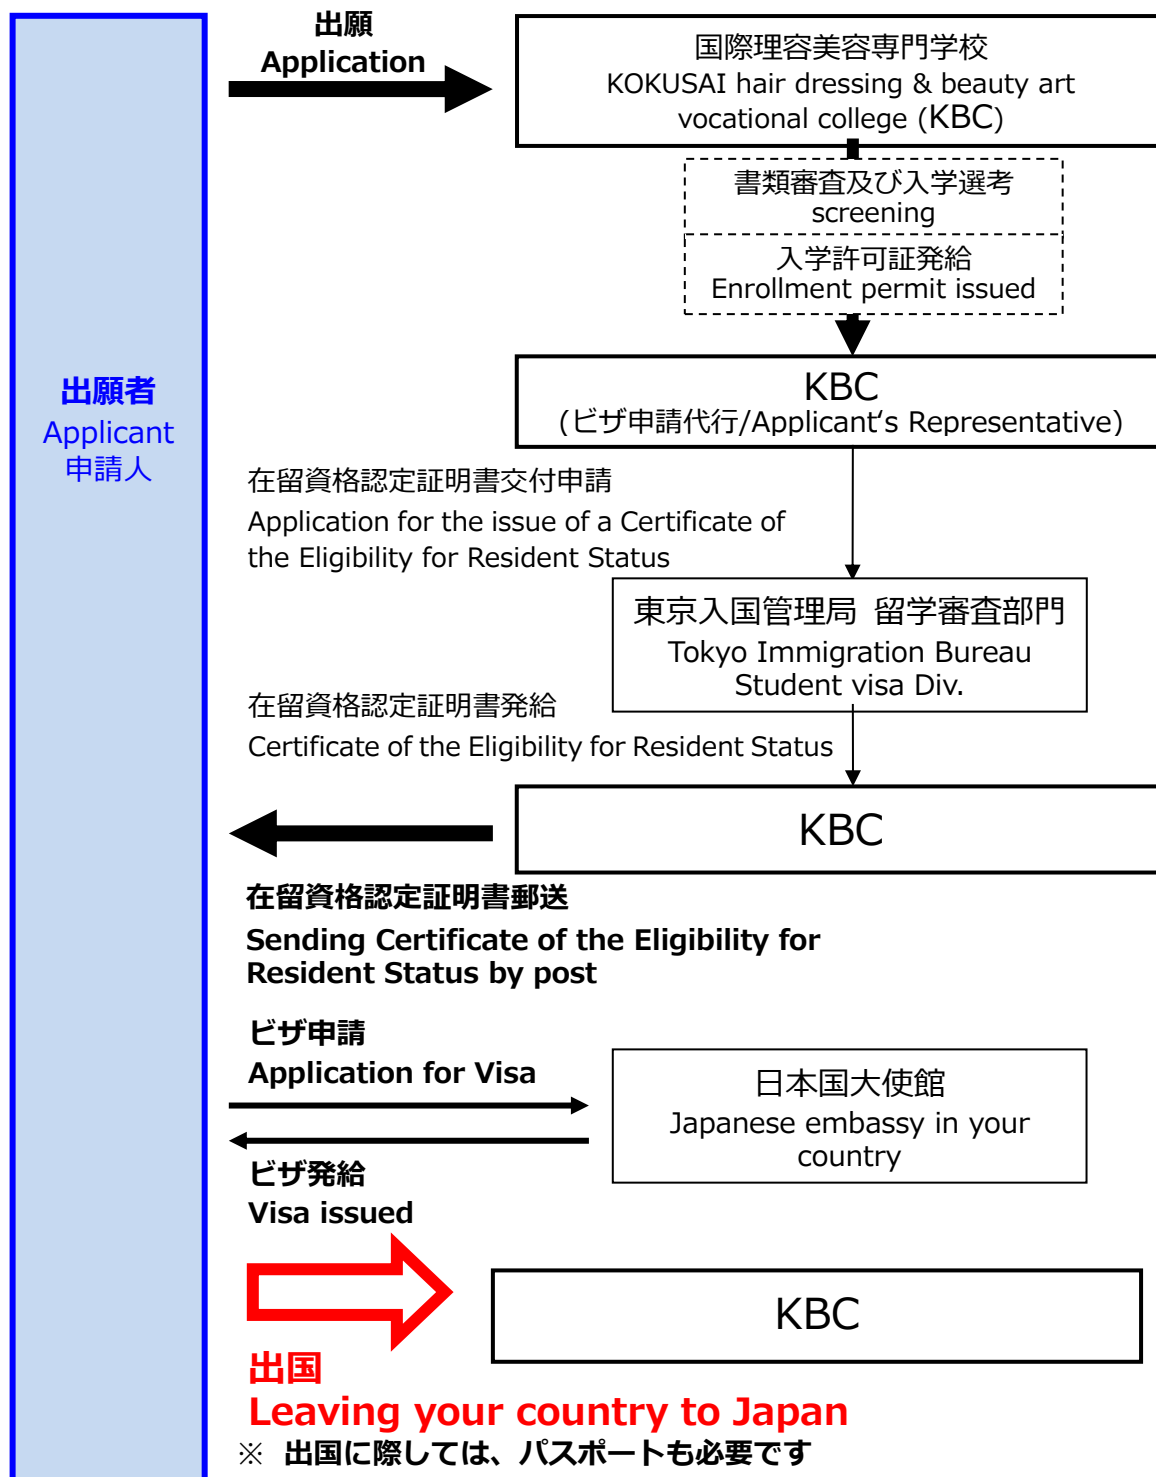 出願
Application
国際理容美容専門学校
KOKUSAI hair dressing & beauty art
vocational college (KBC)
書類審査及び入学選考
screening
入学許可証発給
Enrollment permit issued
出願者
Applicant
申請人
KBC
(ビザ申請代行/Applicant‘s Representative)
在留資格認定証明書交付申請
Application for the issue of a Certificate of
the Eligibility for Resident Status
東京入国管理局 留学審査部門
Tokyo Immigration Bureau
Student visa Div.
在留資格認定証明書発給
Certificate of the Eligibility for Resident Status
KBC
在留資格認定証明書郵送
Sending Certificate of the Eligibility for
Resident Status by post
ビザ申請
Application for Visa
日本国大使館
Japanese embassy in your
country
ビザ発給
Visa issued
KBC
出国
Leaving your country to Japan
※ 出国に際しては、パスポートも必要です